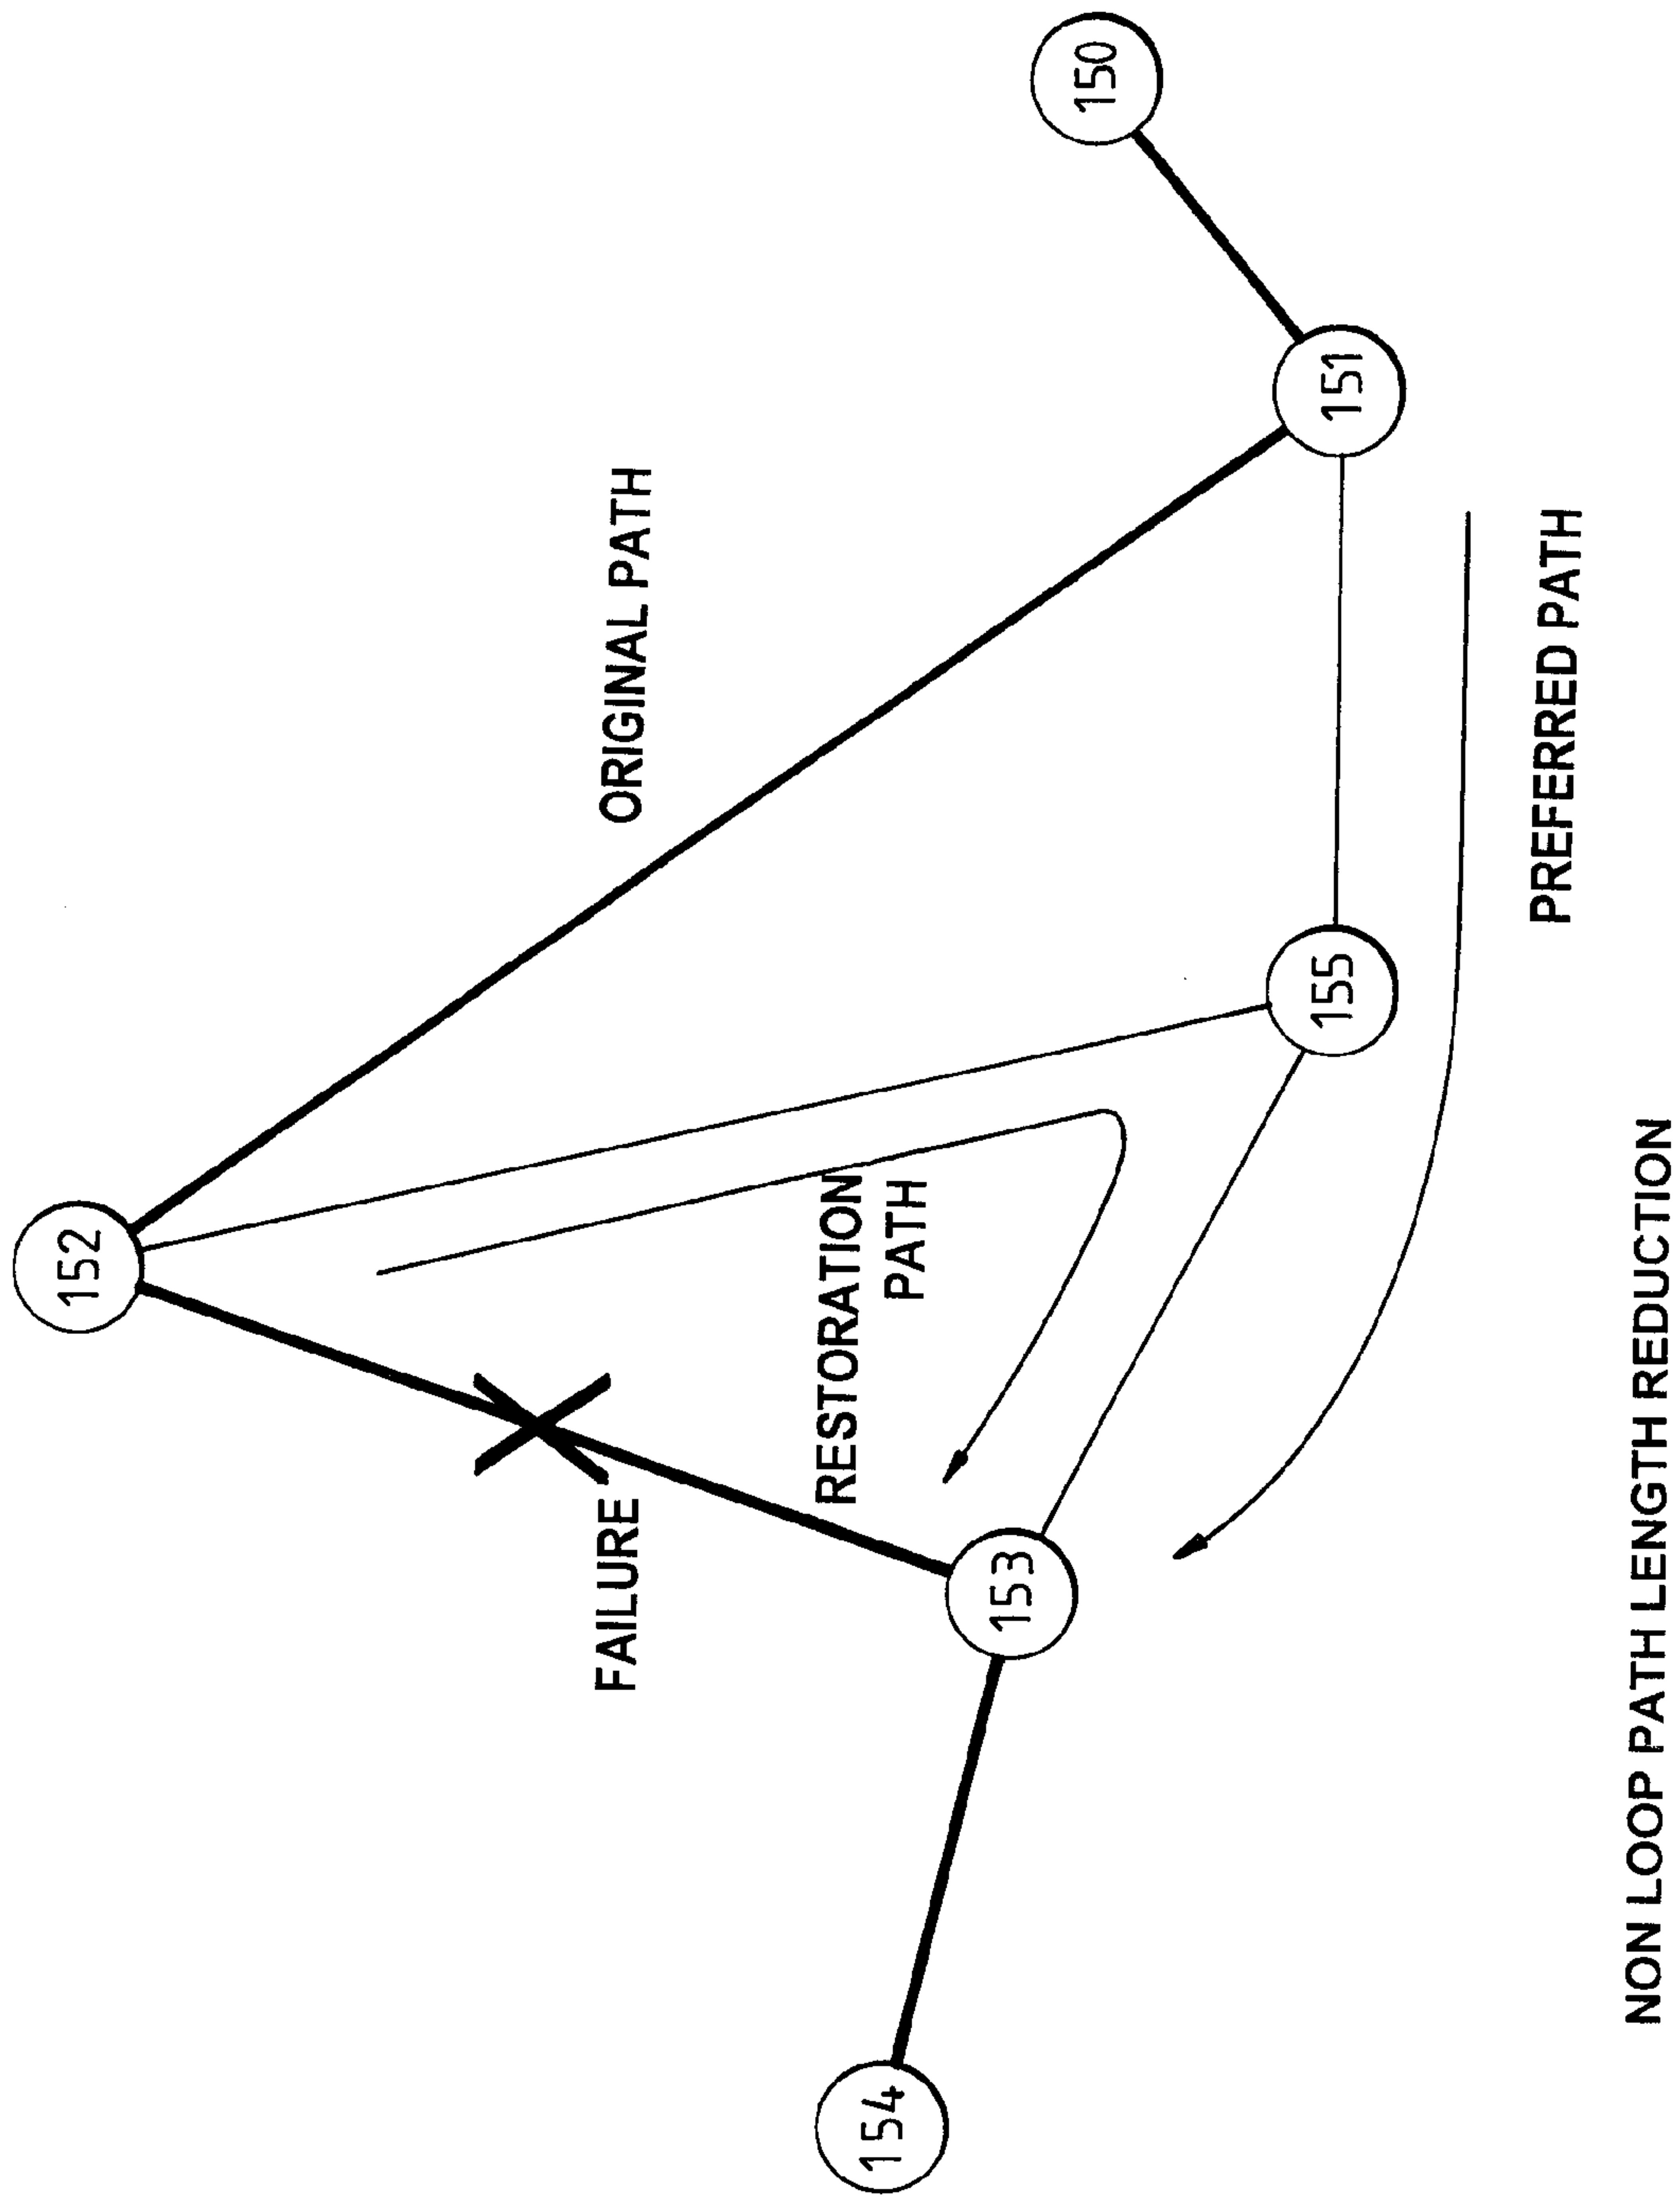 152
FAILURE
ORIGINAL PATH
RESTORATION
PATH
154
153
150
155
151
PREFERRED PATH
NON LOOP PATH LENGTH REDUCTION